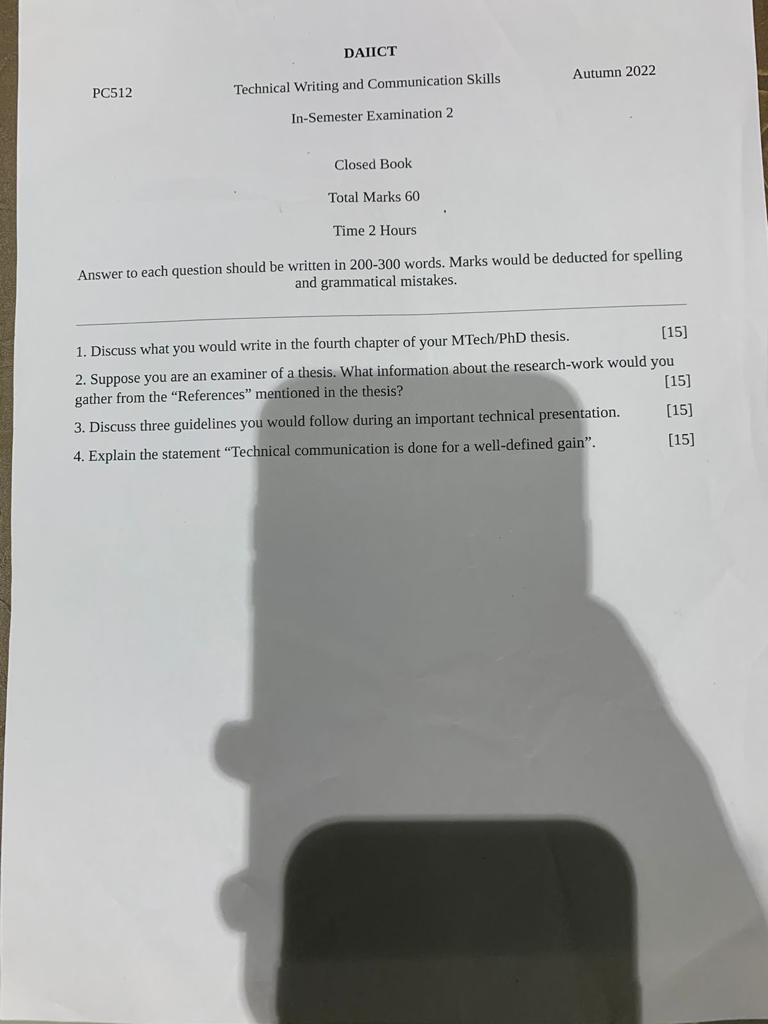 DAIICT
PC512 Technical Writing and Communication Skills Autumn 2022
In-Semester Examination 2
Closed Book
Total Marks 60
Time 2 Hours
Answer to each question should be written in 200-300 words. Marks would be deducted for spelling
and grammatical mistakes.
1. Discuss what you would write in the fourth chapter of your MTech/PhD thesis. [15]
2. Suppose you are an examiner of a thesis. What information about the research-work would you
gather from the “References” mentioned in the thesis? [15]
3. Discuss three guidelines you would follow during an important technical presentation. [15]
4. Explain the statement “Technical communication is done for a well-defined gain”. [15]